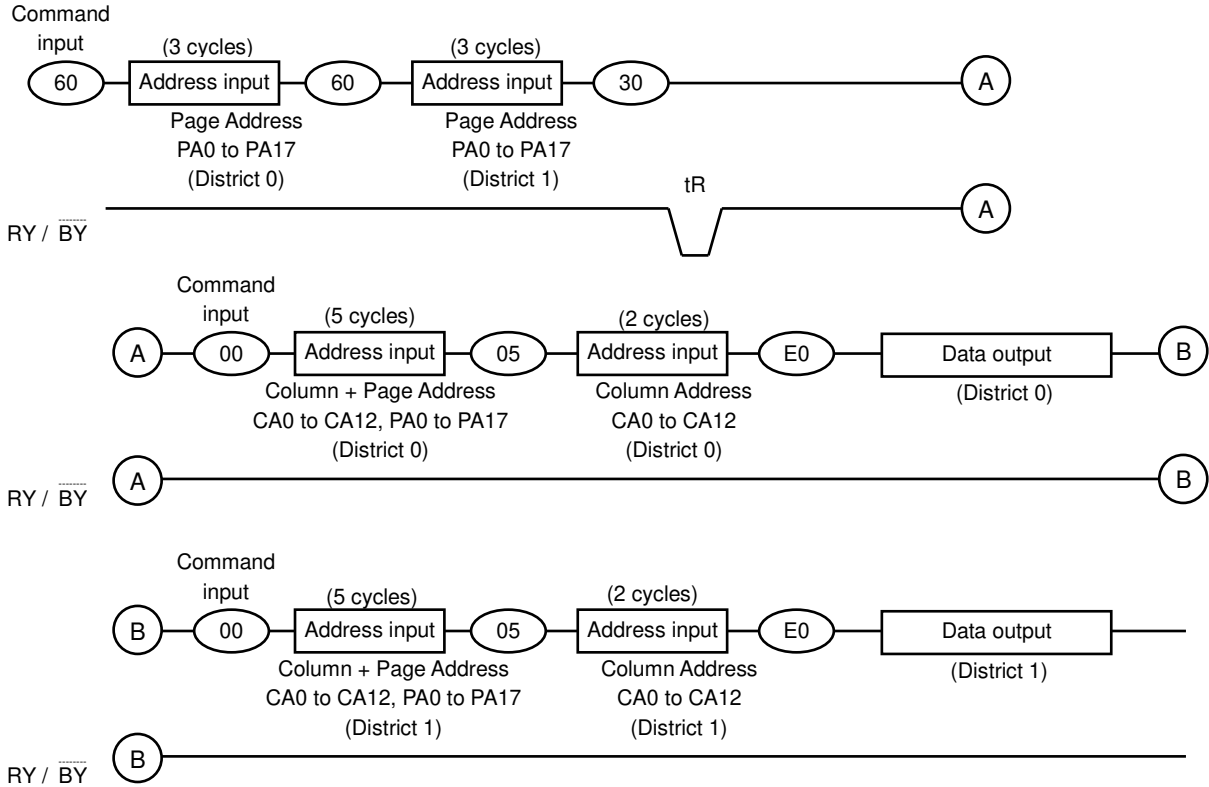 Command
input
(3 cycles)
(3 cycles)
60
Address input
60
Address input
30
A
Page Address
PA0 to PA17
(District 0)
Page Address
PA0 to PA17
(District 1)
tR
A
RY / BY
Command
input
(5 cycles)
(2 cycles)
A
00
Address input
05
Address input
E0
Data output
B
Column + Page Address
CA0 to CA12, PA0 to PA17
(District 0)
Column Address
CA0 to CA12
(District 0)
(District 0)
A
B
RY / BY
Command
input
(5 cycles)
(2 cycles)
B
00
Address input
05
Address input
E0
Data output
Column + Page Address
CA0 to CA12, PA0 to PA17
(District 1)
Column Address
CA0 to CA12
(District 1)
(District 1)
B
RY / BY